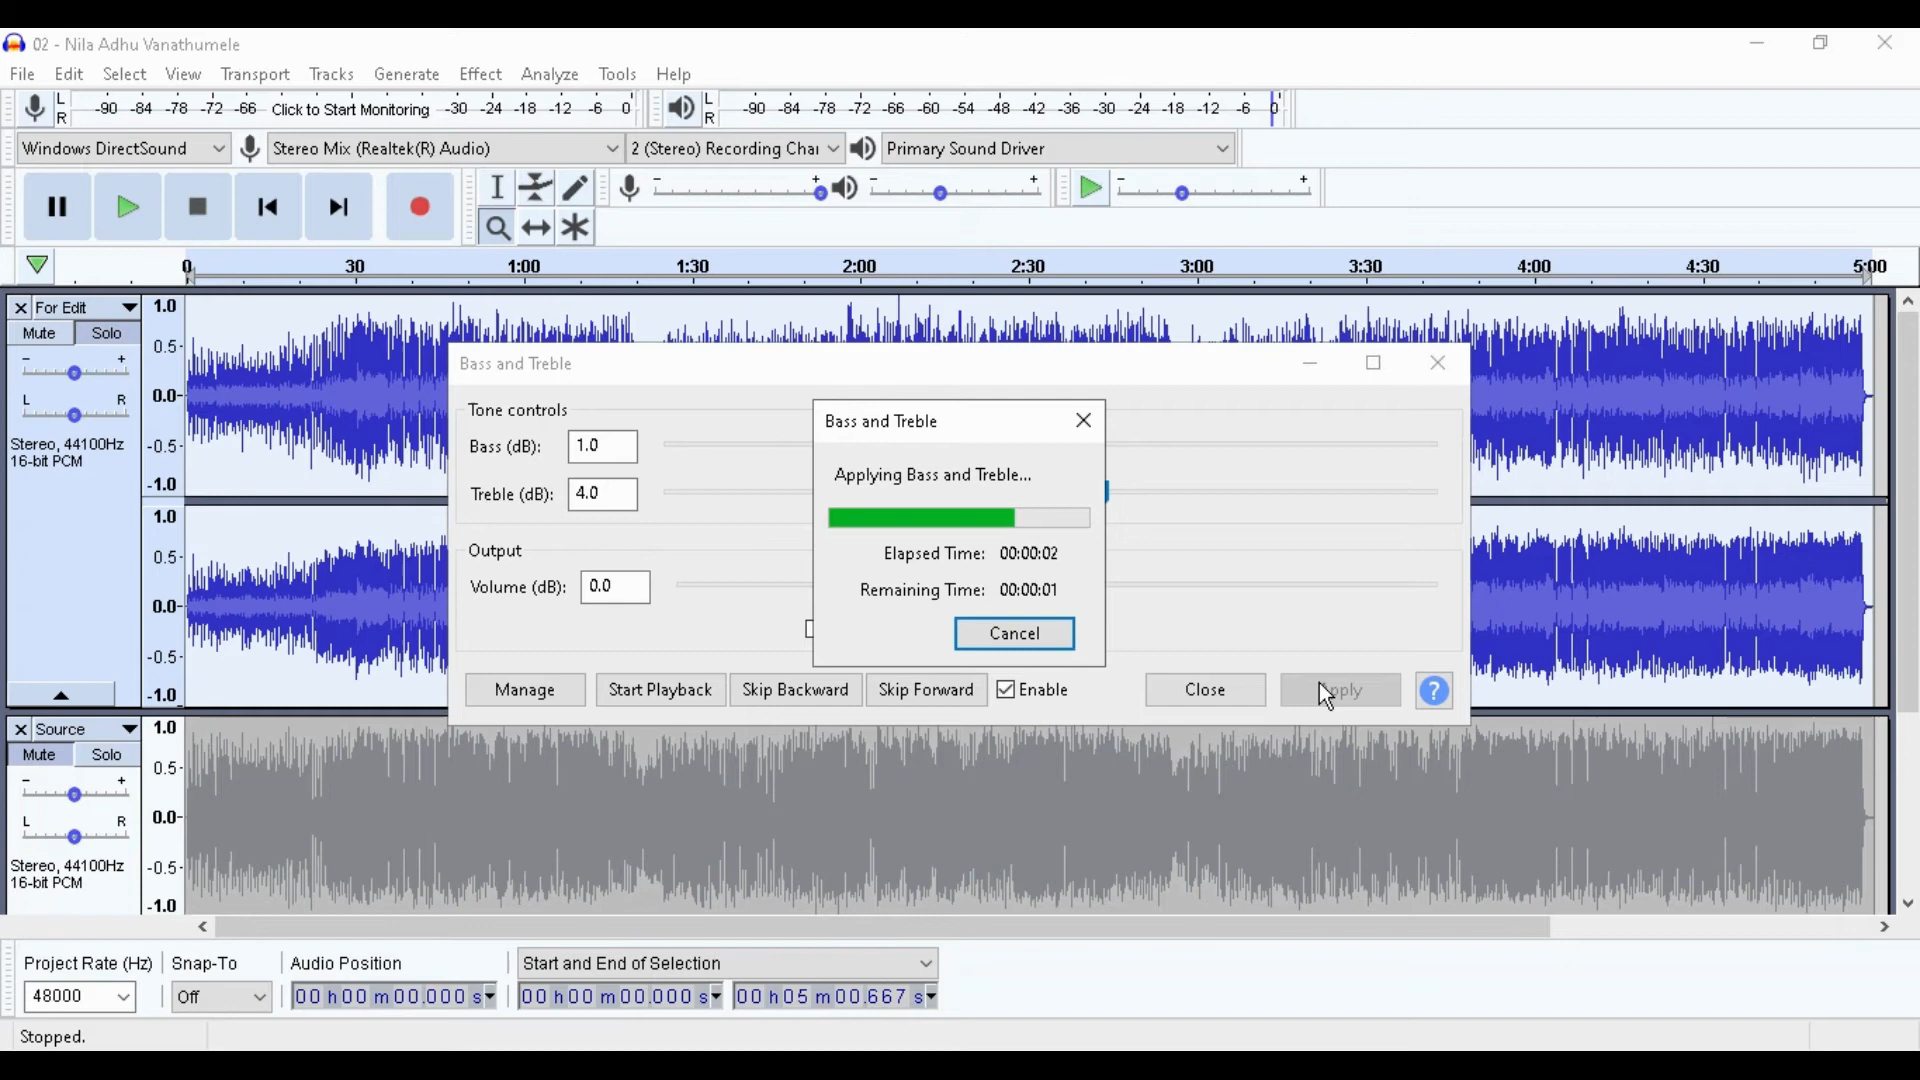 02 - Nila Adhu Vanathumele
File Edit Select View Transport Tracks Generate Effect Analyze Tools Help
L R -90 -84 -78 -72 -66 Click to Start Monitoring -30 -24 -18 -12 -6 0 L R -90 -84 -78 -72 -66 -60 -54 -48 -42 -36 -30 -24 -18 -12 -6 0
Windows DirectSound Stereo Mix (Realtek(R) Audio) 2 (Stereo) Recording Chai Primary Sound Driver
- + - + - +
0 30 1:00 1:30 2:00 2:30 3:00 3:30 4:00 4:30 5:00
For Edit
Mute Solo
- +
L R
Stereo, 44100Hz
16-bit PCM
1.0
0.5
0.0
-0.5
-1.0
1.0
0.5
0.0
-0.5
-1.0
Bass and Treble
Tone controls
Bass (dB): 1.0
Treble (dB): 4.0
Output
Volume (dB): 0.0
Manage Start Playback Skip Backward Skip Forward Enable Close ?
Bass and Treble
Applying Bass and Treble...
Elapsed Time: 00:00:02
Remaining Time: 00:00:01
Cancel
Source
Mute Solo
- +
L R
Stereo, 44100Hz
16-bit PCM
1.0
0.5
0.0
-0.5
-1.0
Project Rate (Hz) Snap-To Audio Position Start and End of Selection
48000 Off 00 h 00 m 00.000 s 00 h 00 m 00.000 s 00 h 05 m 00.667 s
Stopped.